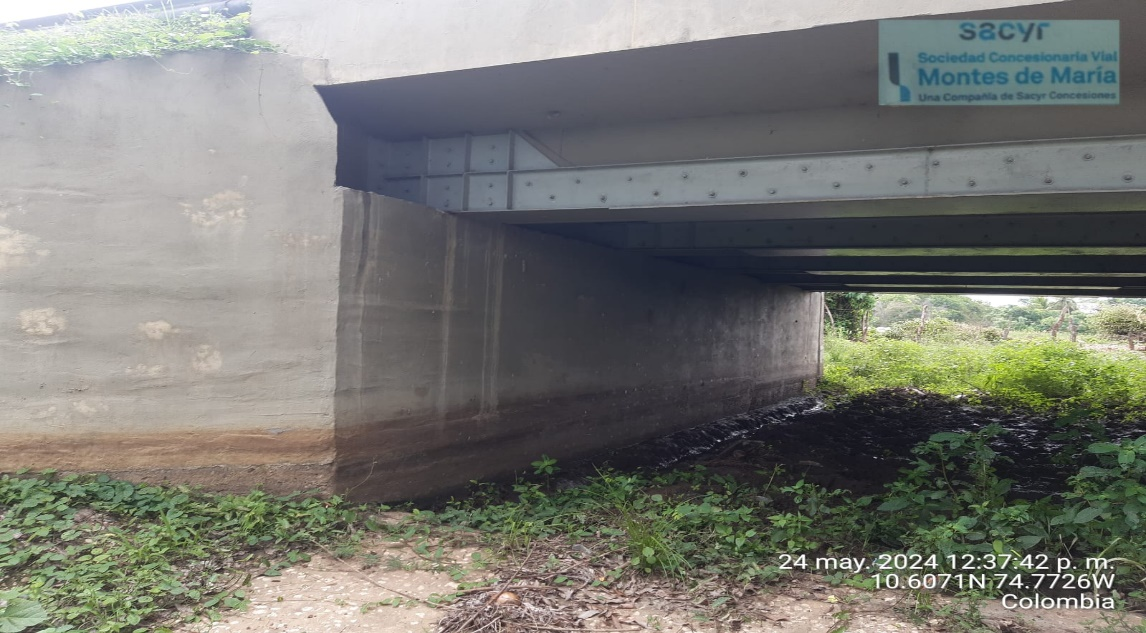 sacyr
Sociedad Concesionaria Vial
Montes de María
Una Compañía de Sacyr Concesiones
24 may. 2024 12:37:42 p. m.
10.6071N 74.7726W
Colombia